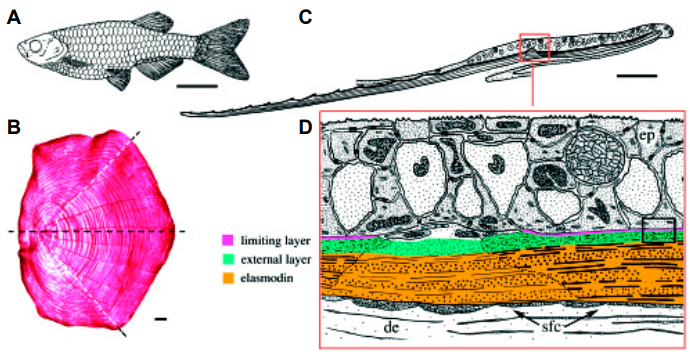 A
C
B
D
ep
limiting layer
external layer
elasmodin
de
sfc